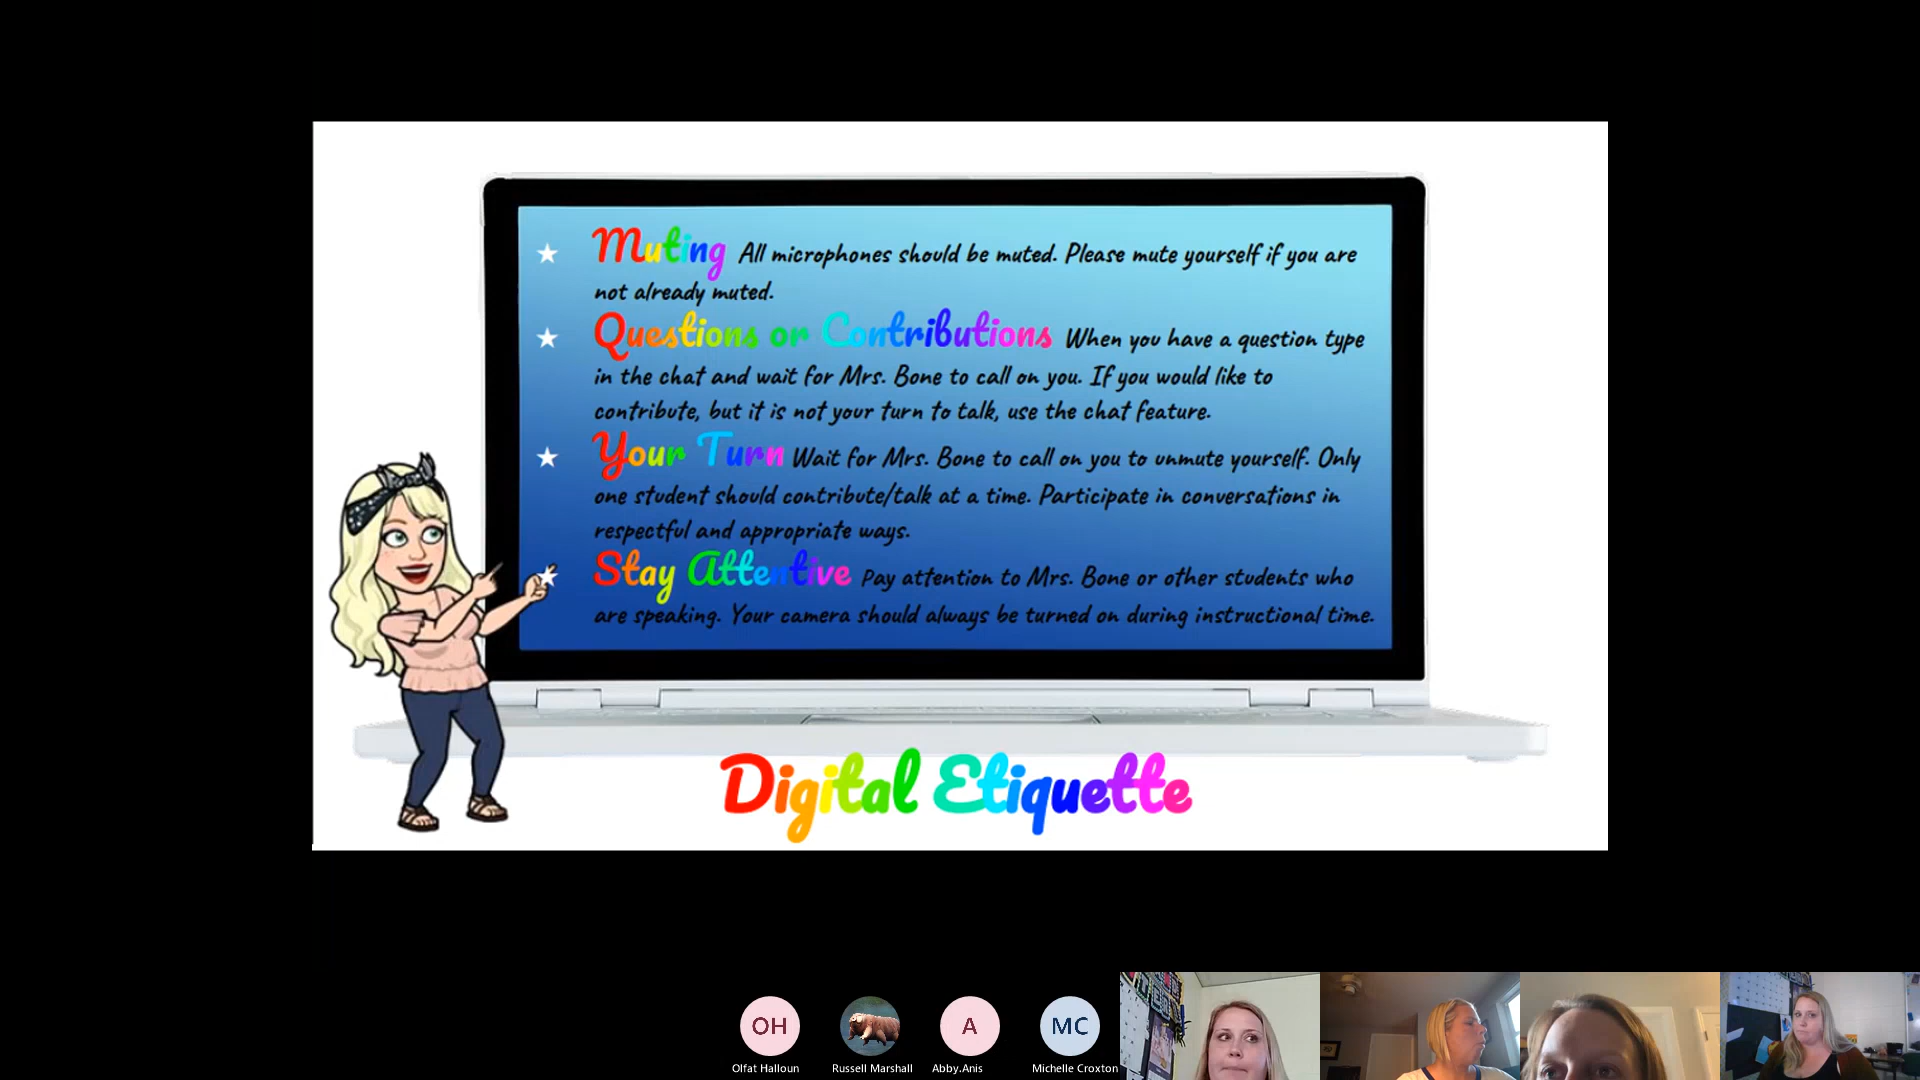 Muting All microphones should be muted. Please mute yourself if you are
not already muted.
Questions or Contributions When you have a question type
in the chat and wait for Mrs. Bone to call on you. If you would like to
contribute, but it is not your turn to talk, use the chat feature.
Your Turn Wait for Mrs. Bone to call on you to unmute yourself. Only
one student should contribute/talk at a time. Participate in conversations in
respectful and appropriate ways.
Stay Attentive Pay attention to Mrs. Bone or other students who
are speaking. Your camera should always be turned on during instructional time.
Digital Etiquette
OH
A
MC
Olfat Halloun
Russell Marshall
Abby.Anis
Michelle Croxton